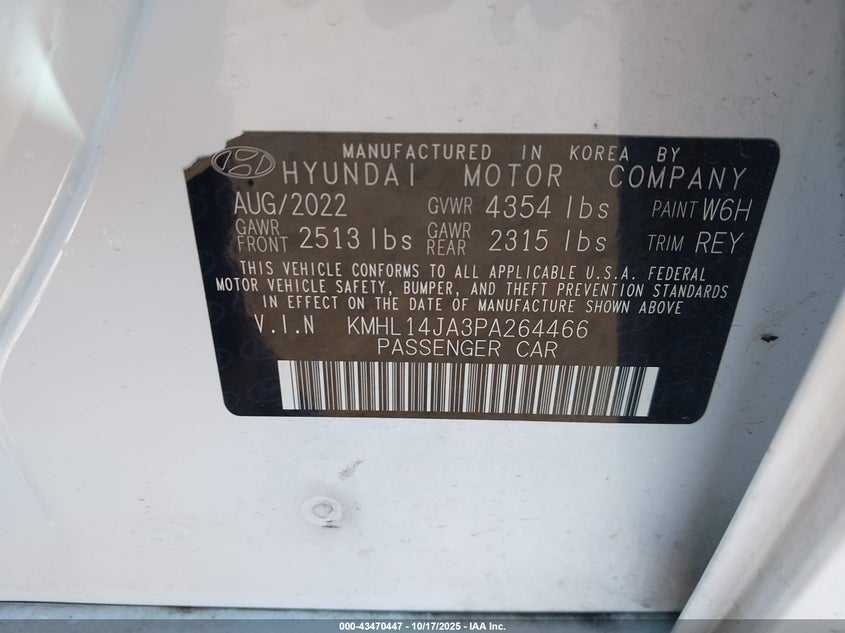 MANUFACTURED IN KOREA BY
HYUNDAI MOTOR COMPANY
AUG/2022 GVWR 4354 lbs PAINT W6H
GAWR FRONT 2513 lbs GAWR REAR 2315 lbs TRIM REY
THIS VEHICLE CONFORMS TO ALL APPLICABLE U.S.A. FEDERAL
MOTOR VEHICLE SAFETY, BUMPER, AND THEFT PREVENTION STANDARDS
IN EFFECT ON THE DATE OF MANUFACTURE SHOWN ABOVE
V.I.N KMHL14JA3PA264466
PASSENGER CAR
000-43470447 - 10/17/2025 - IAA Inc.